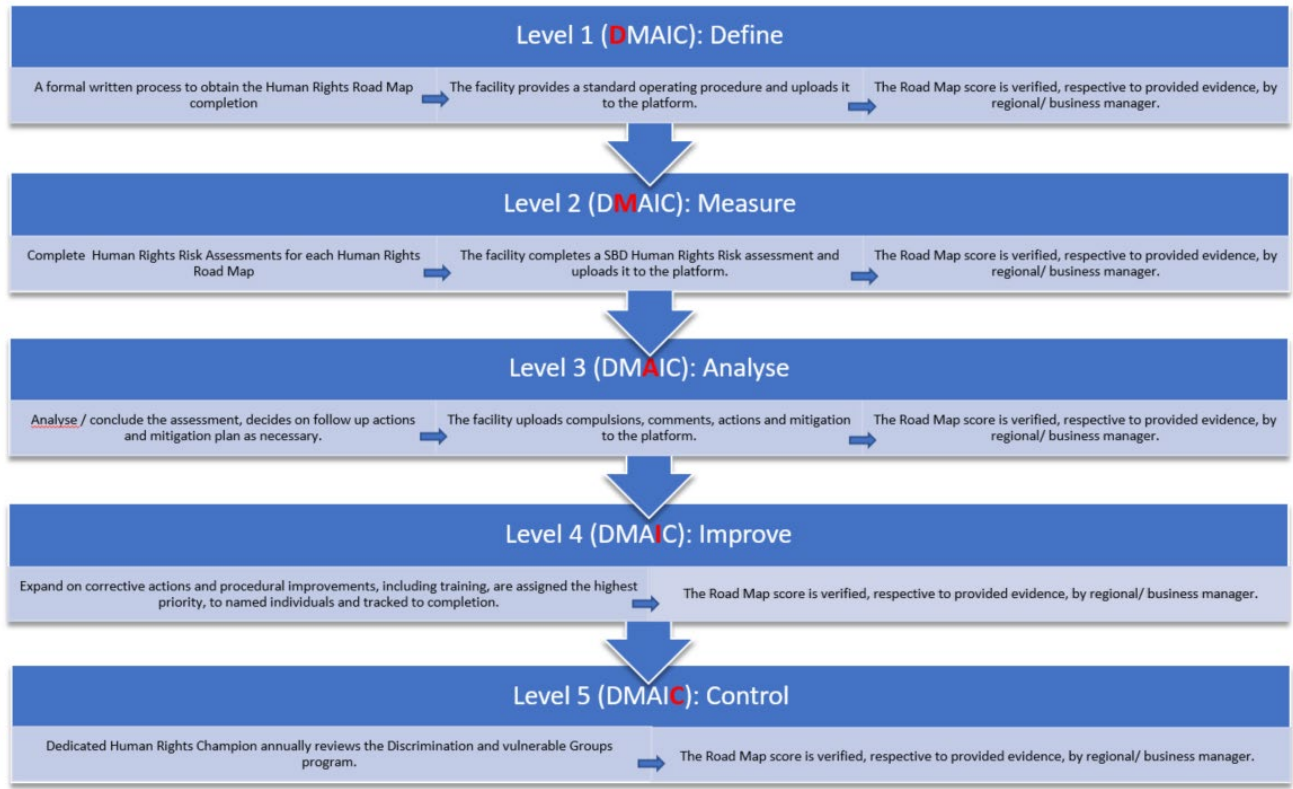 Level 1 (DMAIC): Define
A formal written process to obtain the Human Rights Road Map
completion
The facility provides a standard operating procedure and uploads it
to the platform.
The Road Map score is verified, respective to provided evidence, by
regional/ business manager.
Level 2 (DMAIC): Measure
Complete Human Rights Risk Assessments for each Human Rights
Road Map
The facility completes a SBD Human Rights Risk assessment and
uploads it to the platform.
The Road Map score is verified, respective to provided evidence, by
regional/ business manager.
Level 3 (DMAIC): Analyse
Analyse / conclude the assessment, decides on follow up actions
and mitigation plan as necessary.
The facility uploads compulsions, comments, actions and mitigation
to the platform.
The Road Map score is verified, respective to provided evidence, by
regional/ business manager.
Level 4 (DMAIC): Improve
Expand on corrective actions and procedural improvements, including training, are assigned the highest
priority, to named individuals and tracked to completion.
The Road Map score is verified, respective to provided evidence, by regional/ business manager.
Level 5 (DMAIC): Control
Dedicated Human Rights Champion annually reviews the Discrimination and vulnerable Groups
program.
The Road Map score is verified, respective to provided evidence, by regional/ business manager.